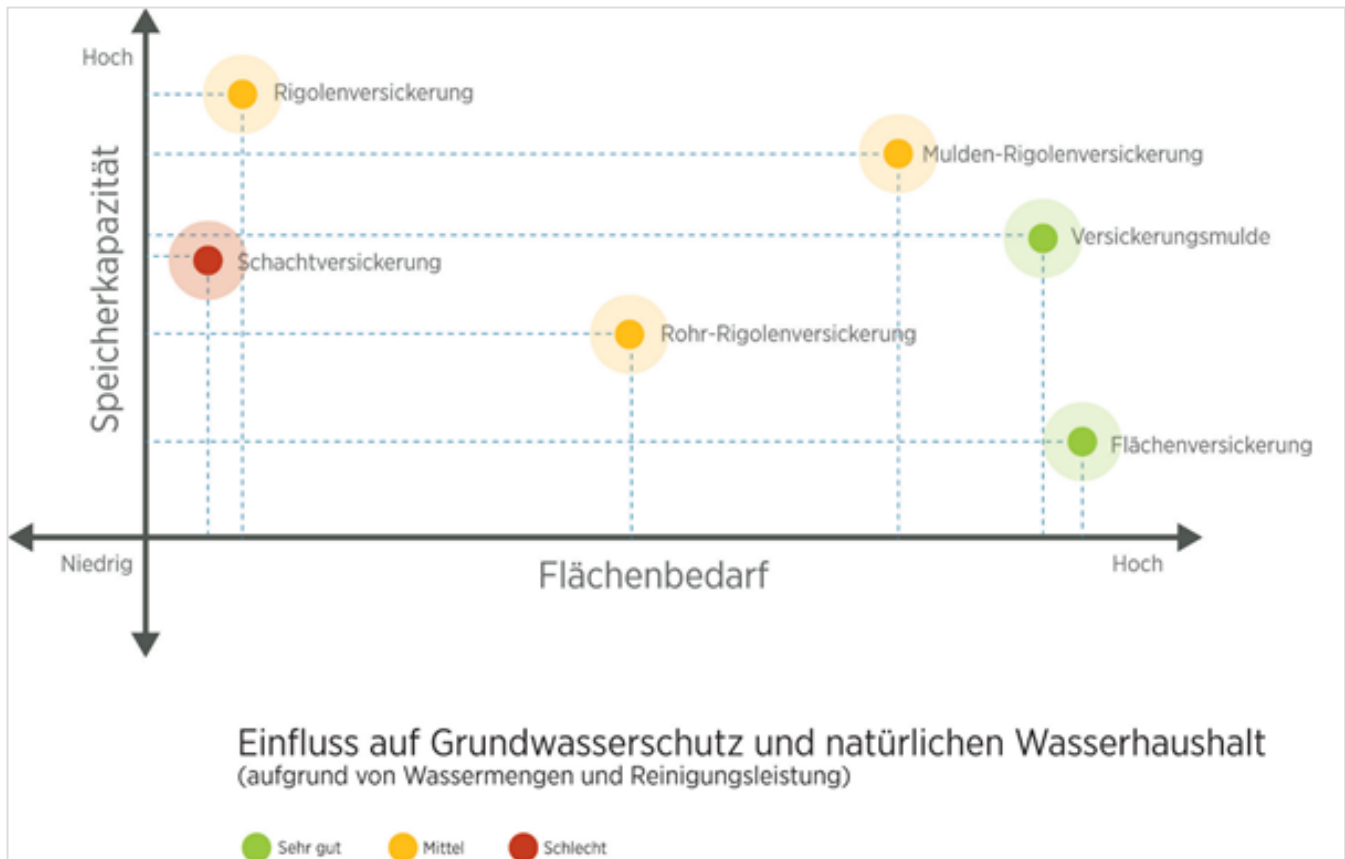 Hoch
Rigolenversickerung
Mulden-Rigolenversickerung
Versickerungsmulde
Schachtversickerung
Rohr-Rigolenversickerung
Flächenversickerung
Speicherkapazität
Niedrig
Flächenbedarf
Hoch
Einfluss auf Grundwasserschutz und natürlichen Wasserhaushalt
(aufgrund von Wassermengen und Reinigungsleistung)
Sehr gut
Mittel
Schlecht